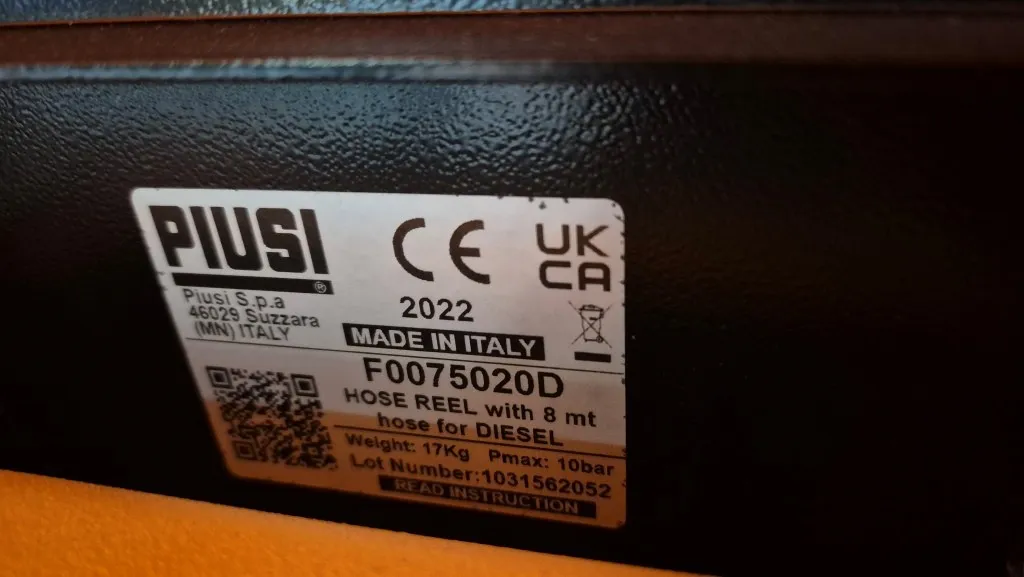 PIUSI
®
Piusi S.p.a
46029 Suzzara
(MN) ITALY
CE
2022
MADE IN ITALY
UK
CA
F0075020D
HOSE REEL with 8 mt
hose for DIESEL
Weight: 17Kg Pmax: 10bar
Lot Number:1031562052
READ INSTRUCTION